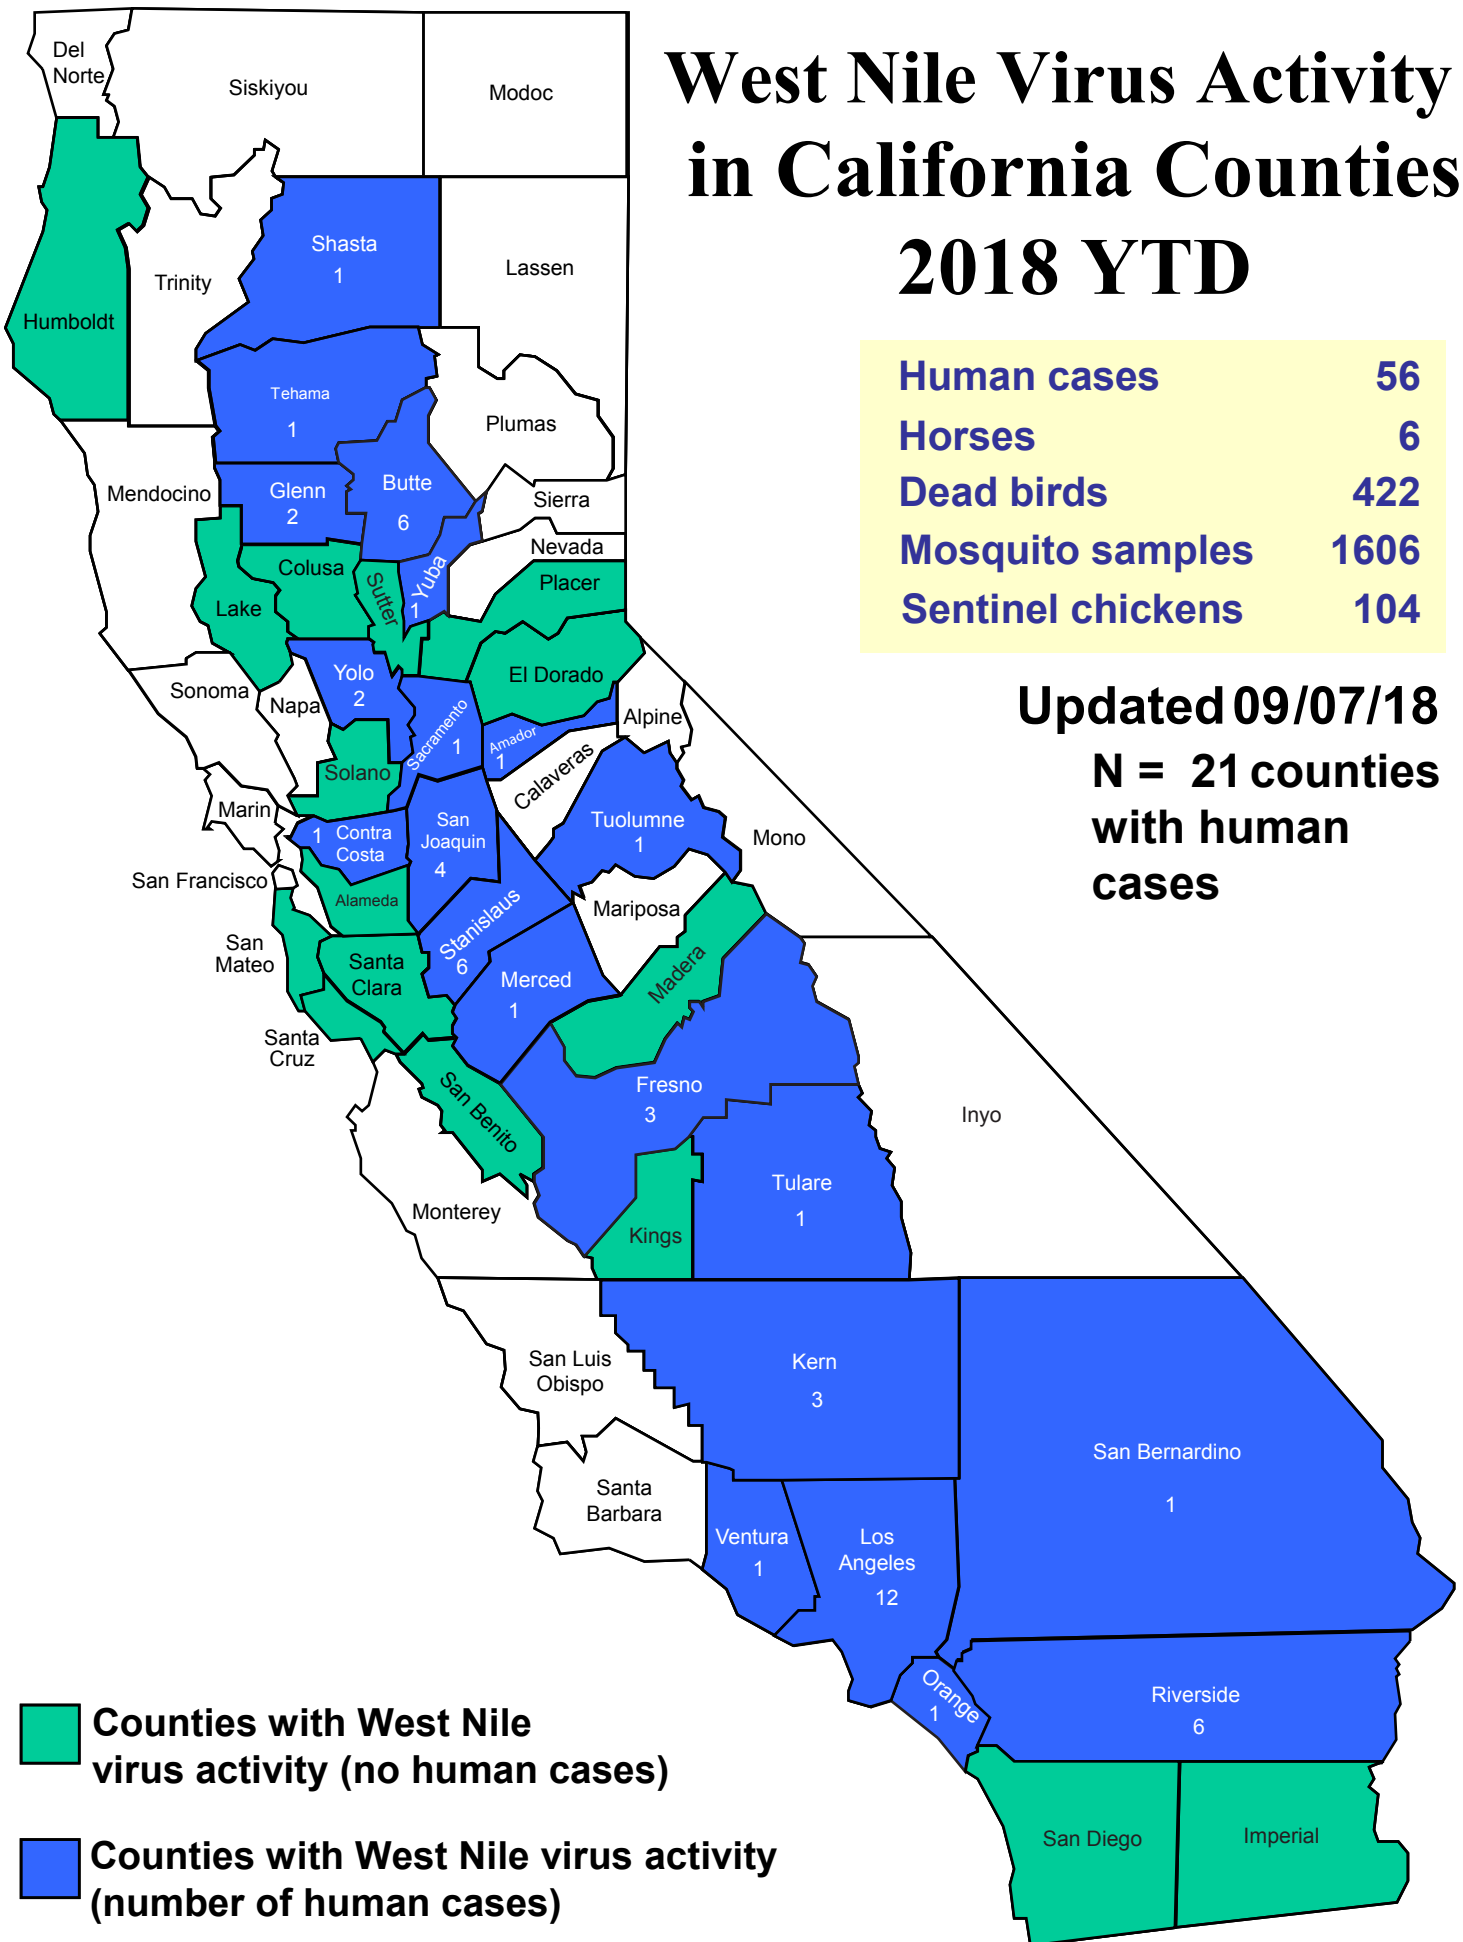 West Nile Virus Activity
in California Counties
2018 YTD
Human cases 56
Horses 6
Dead birds 422
Mosquito samples 1606
Sentinel chickens 104
Updated 09/07/18
N = 21 counties
with human
cases
Del
Norte
Siskiyou
Modoc
Humboldt
Trinity
Shasta
1
Lassen
Tehama
1
Plumas
Mendocino
Glenn
2
Butte
6
Sierra
Nevada
Placer
Colusa
Sutter
Yuba
1
Lake
El Dorado
Yolo
2
Sonoma
Napa
Sacramento
1
Amador
1
Alpine
Calaveras
Solano
Marin
1
Contra
Costa
San
Joaquin
4
Tuolumne
1
Mono
San Francisco
Alameda
Stanislaus
6
Mariposa
San
Mateo
Santa
Clara
Merced
1
Madera
Santa
Cruz
San Benito
Fresno
3
Inyo
Monterey
Kings
Tulare
1
San Luis
Obispo
Kern
3
San Bernardino
1
Santa
Barbara
Ventura
1
Los
Angeles
12
Orange
1
Riverside
6
San Diego
Imperial
Counties with West Nile
virus activity (no human cases)
Counties with West Nile virus activity
(number of human cases)